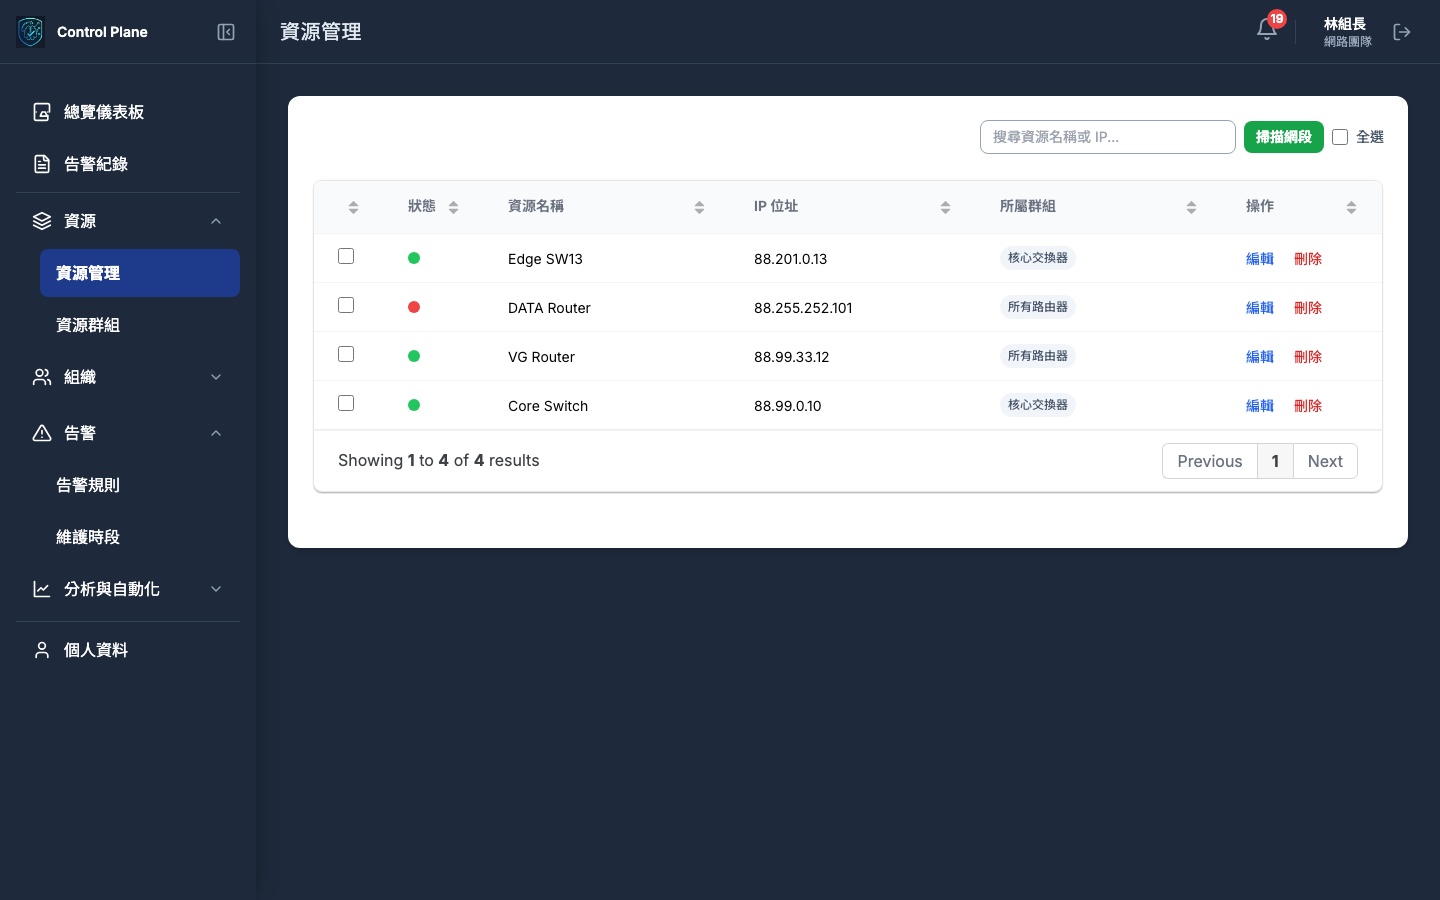 Control Plane
資源管理
19
林組長
網路團隊
總覽儀表板
告警紀錄
資源
資源管理
資源群組
組織
告警
告警規則
維護時段
分析與自動化
個人資料
搜尋資源名稱或 IP...
掃描網段
全選
狀態 資源名稱 IP 位址 所屬群組 操作
Edge SW13 88.201.0.13 核心交換器 編輯 刪除
DATA Router 88.255.252.101 所有路由器 編輯 刪除
VG Router 88.99.33.12 所有路由器 編輯 刪除
Core Switch 88.99.0.10 核心交換器 編輯 刪除
Showing 1 to 4 of 4 results
Previous 1 Next